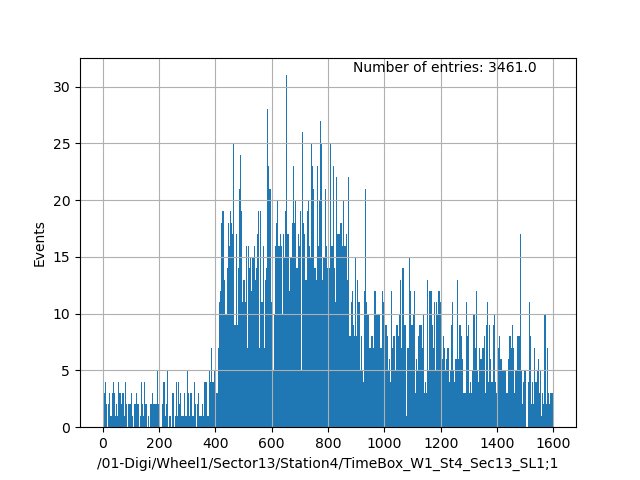 Number of entries: 3461.0
30
25
20
15
10
5
0
Events
0 200 400 600 800 1000 1200 1400 1600
/01-Digi/Wheel1/Sector13/Station4/TimeBox_W1_St4_Sec13_SL1;1